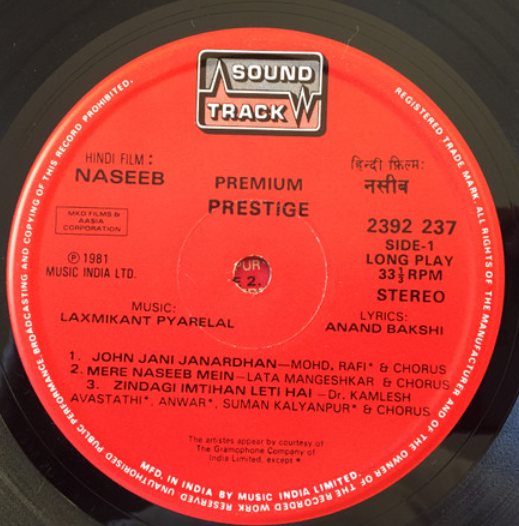 SOUND
TRACK
HINDI FILM:
NASEEB
PREMIUM
PRESTIGE
हिन्दी फ़िल्म:
नसीब
MKD FILMS &
AASIA
CORPORATION
℗ 1981
MUSIC INDIA LTD.
2392 237
SIDE-1
LONG PLAY
33⅓ RPM
STEREO
MUSIC:
LAXMIKANT PYARELAL
LYRICS:
ANAND BAKSHI
1. JOHN JANI JANARDHAN—MOHD. RAFI* & CHORUS
2. MERE NASEEB MEIN—LATA MANGESHKAR & CHORUS
3. ZINDAGI IMTIHAN LETI HAI—Dr. KAMLESH
AVASTATHI*, ANWAR*, SUMAN KALYANPUR* & CHORUS
The artistes appear by courtesy of
The Gramophone Company of
India Limited, except *
MFD. IN INDIA BY MUSIC INDIA LIMITED.
REGISTERED TRADE MARK. ALL RIGHTS OF THE MANUFACTURER AND OF THE OWNER OF THE RECORDED WORK RESERVED. UNAUTHORISED PUBLIC PERFORMANCE BROADCASTING AND COPYING OF THIS RECORD PROHIBITED.